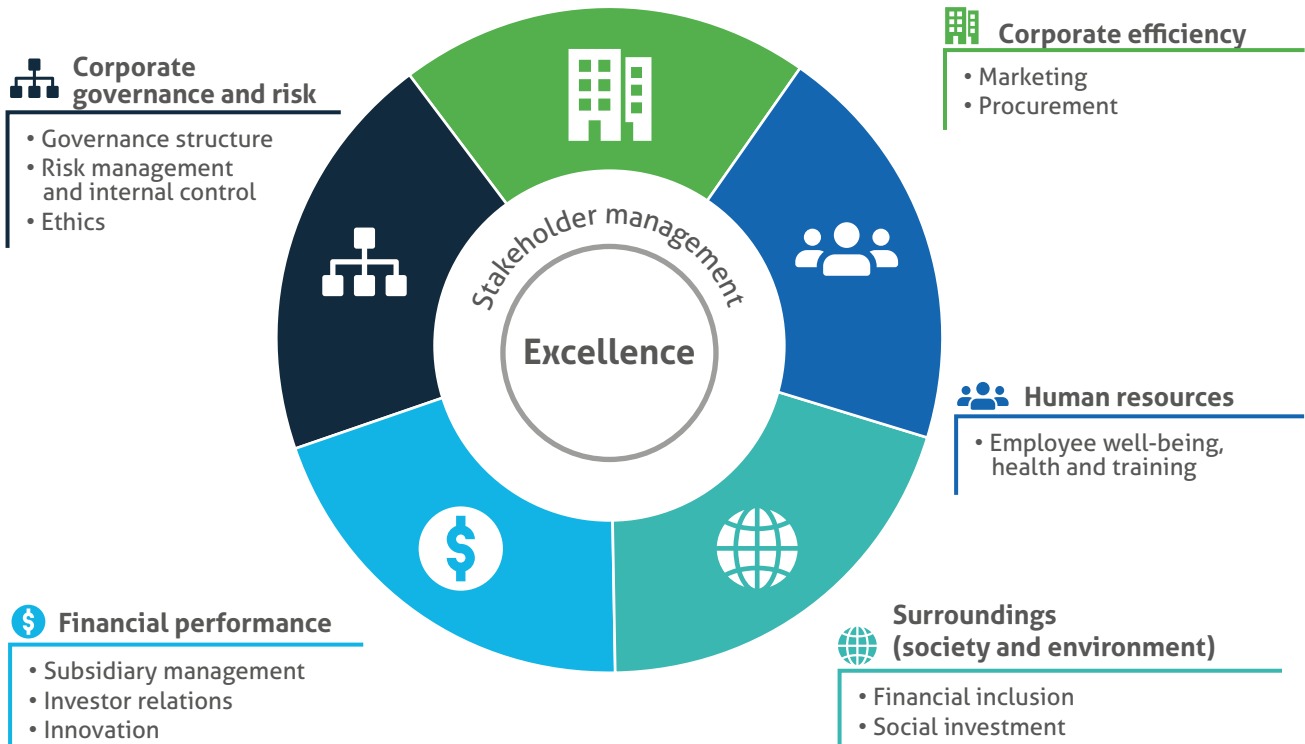 Corporate
governance and risk
• Governance structure
• Risk management
and internal control
• Ethics
Corporate efficiency
• Marketing
• Procurement
Stakeholder management
Excellence
Human resources
• Employee well-being,
health and training
$
$
Financial performance
• Subsidiary management
• Investor relations
• Innovation
Surroundings
(society and environment)
• Financial inclusion
• Social investment